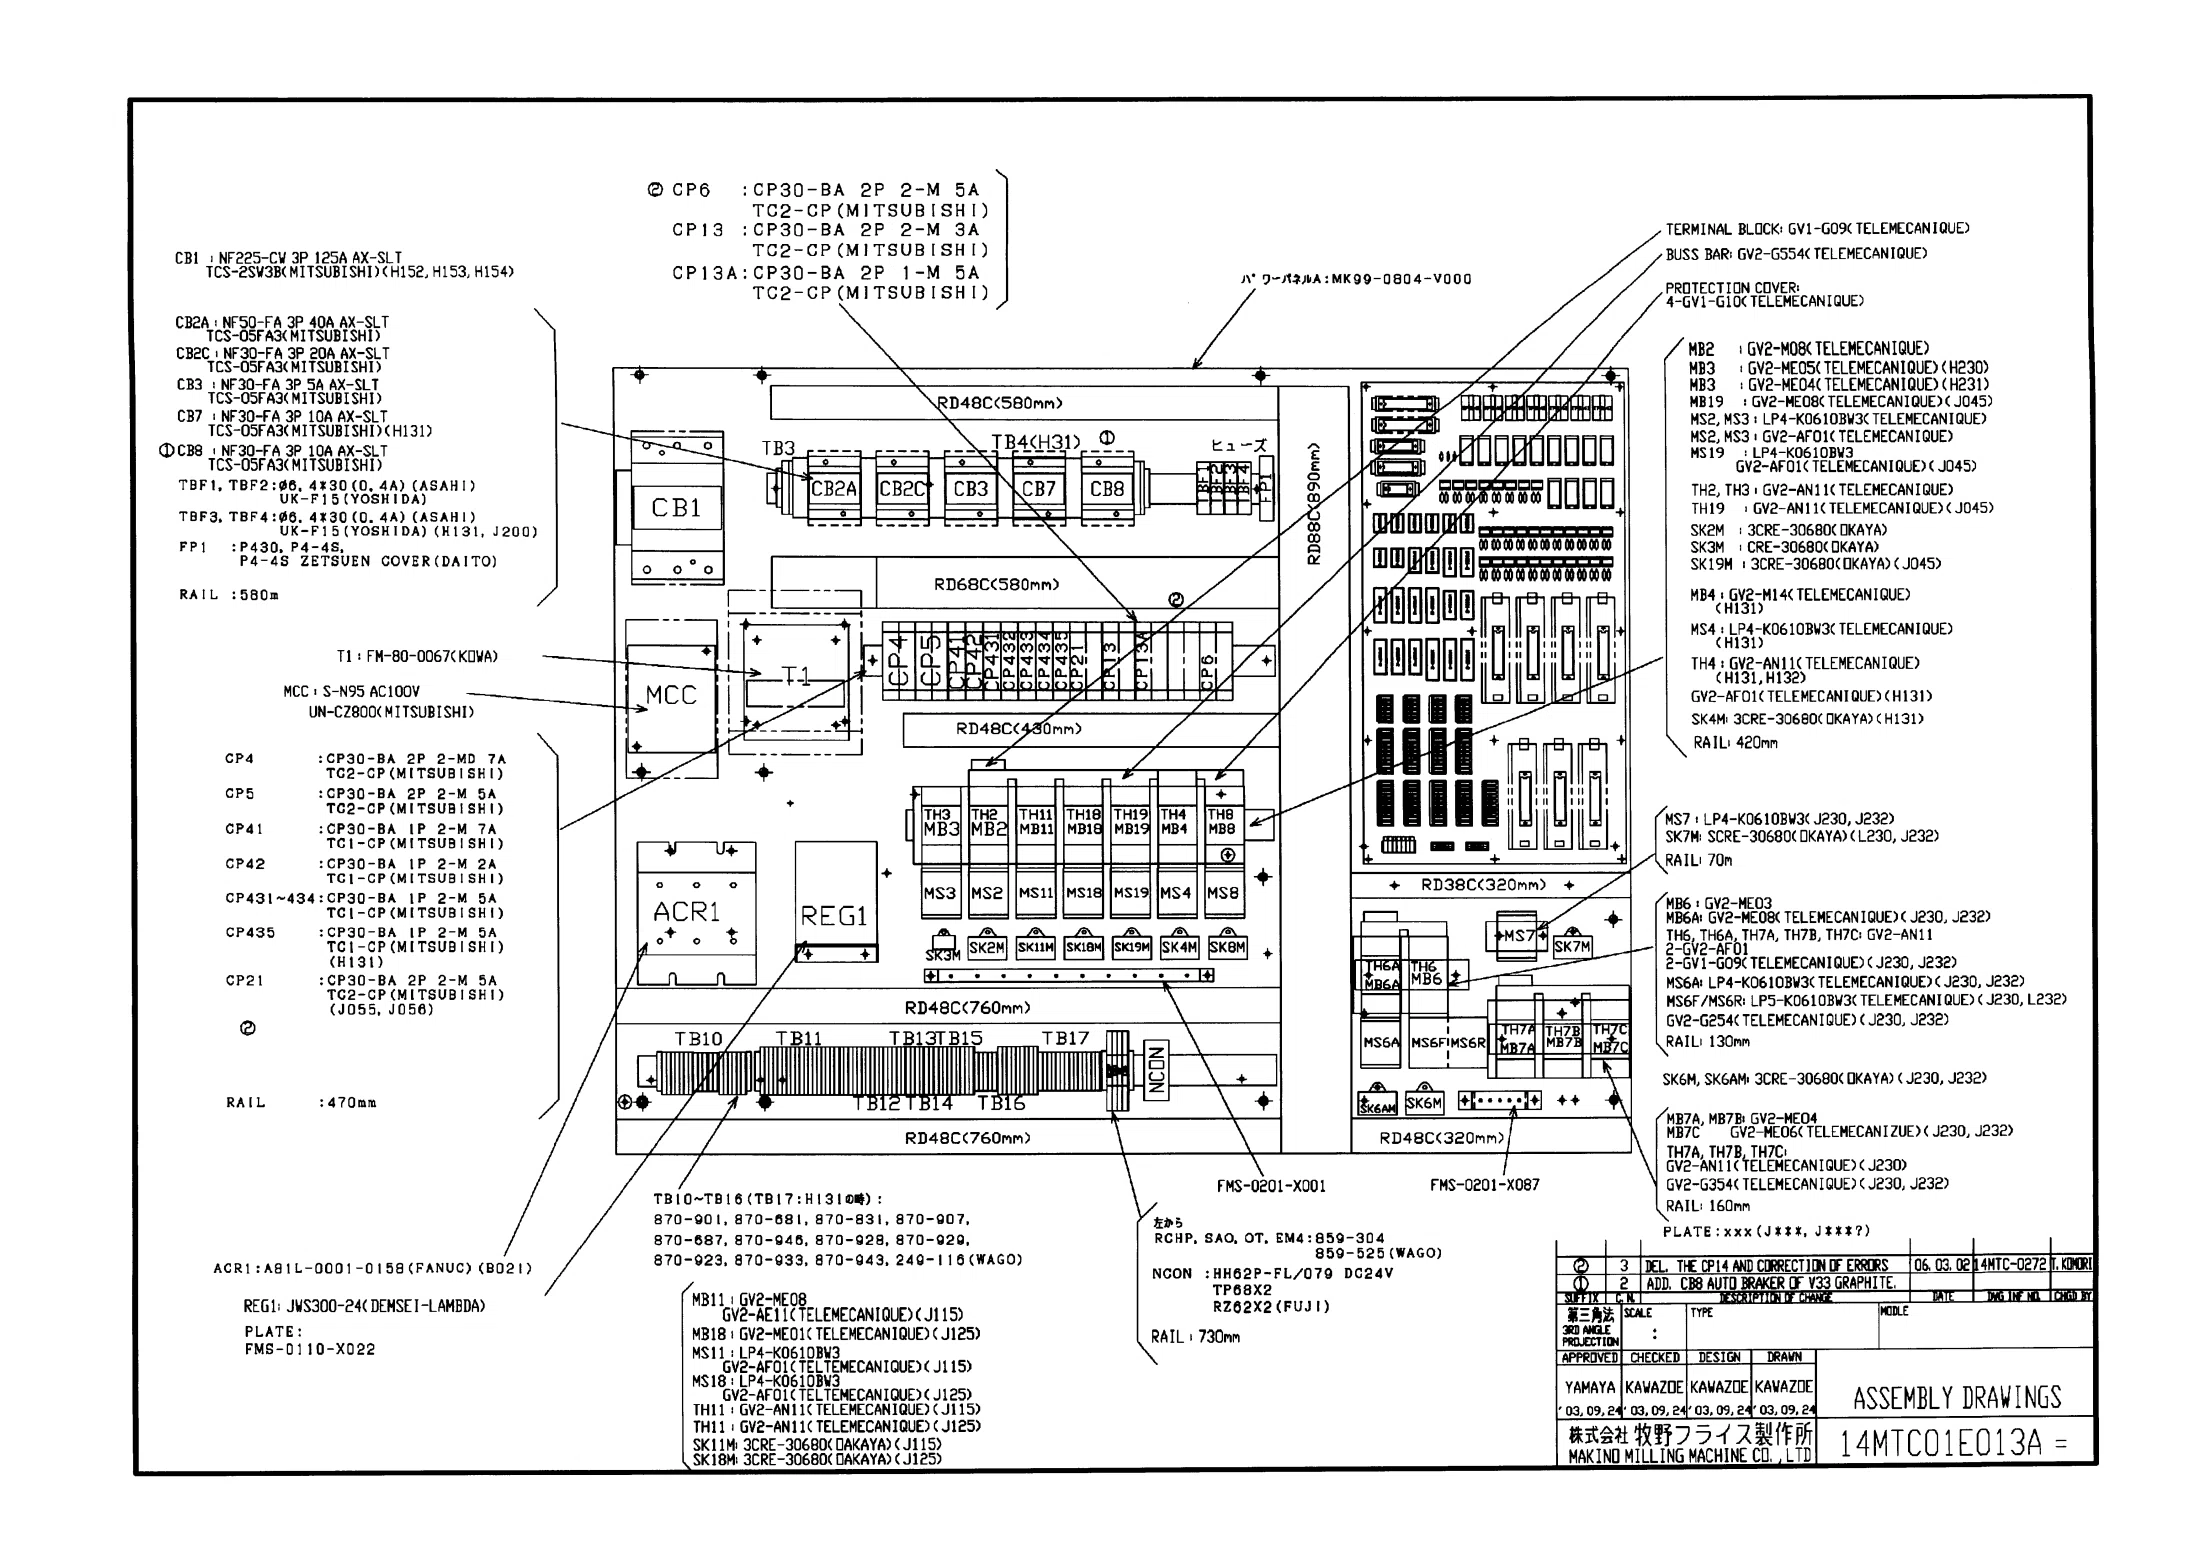 ② CP6 :CP30-BA 2P 2-M 5A
TC2-CP(MITSUBISHI)
CP13 :CP30-BA 2P 2-M 3A
TC2-CP(MITSUBISHI)
CP13A:CP30-BA 2P 1-M 5A
TC2-CP(MITSUBISHI)
CB1 : NF225-CW 3P 125A AX-SLT
TCS-2SW3B(MITSUBISHI)(H152,H153,H154)
CB2A : NF50-FA 3P 40A AX-SLT
TCS-05FA3(MITSUBISHI)
CB2C : NF30-FA 3P 20A AX-SLT
TCS-05FA3(MITSUBISHI)
CB3 : NF30-FA 3P 5A AX-SLT
TCS-05FA3(MITSUBISHI)
CB7 : NF30-FA 3P 10A AX-SLT
TCS-05FA3(MITSUBISHI)(H131)
①CB8 : NF30-FA 3P 10A AX-SLT
TCS-05FA3(MITSUBISHI)
TBF1, TBF2:φ6. 4*30(0. 4A) (ASAHI)
UK-F15(YOSHIDA)
TBF3, TBF4:φ6. 4*30(0. 4A) (ASAHI)
UK-F15(YOSHIDA) (H131, J200)
FP1 :P430, P4-4S,
P4-4S ZETSUEN COVER(DAITO)
RAIL :580m
T1 : FM-80-0067(KOWA)
MCC : S-N95 AC100V
UN-CZ800(MITSUBISHI)
CP4 :CP30-BA 2P 2-MD 7A
TC2-CP(MITSUBISHI)
CP5 :CP30-BA 2P 2-M 5A
TC2-CP(MITSUBISHI)
CP41 :CP30-BA 1P 2-M 7A
TC1-CP(MITSUBISHI)
CP42 :CP30-BA 1P 2-M 2A
TC1-CP(MITSUBISHI)
CP431~434:CP30-BA 1P 2-M 5A
TC1-CP(MITSUBISHI)
CP435 :CP30-BA 1P 2-M 5A
TC1-CP(MITSUBISHI)
(H131)
CP21 :CP30-BA 2P 2-M 5A
TC2-CP(MITSUBISHI)
(J055, J056)
②
RAIL :470mm
ACR1:A81L-0001-0158(FANUC) (B021)
REG1: JWS300-24(DEMSEI-LAMBDA)
PLATE:
FMS-0110-X022
パワーパネルA:MK99-0804-V000
RD48C(580mm)
TB3
TB4(H31) ①
ヒューズ
CB1
CB2A CB2C CB3 CB7 CB8
BF1 BF2 BF3 BF4 FP1
RD88C(890mm)
RD68C(580mm)
②
MCC
T1
CP4 CP5 CP41 CP42 CP431 CP432 CP433 CP434 CP435 CP21 CP13 CP13A CP6
RD48C(430mm)
TH3 TH2 TH11 TH18 TH19 TH4 TH8
MB3 MB2 MB11 MB18 MB19 MB4 MB8
MS3 MS2 MS11 MS18 MS19 MS4 MS8
SK3M SK2M SK11M SK18M SK19M SK4M SK8M
ACR1
REG1
RD48C(760mm)
TB10 TB11 TB13TB15 TB17
NCON
TB12 TB14 TB16
RD48C(760mm)
RD38C(320mm)
MS7 SK7M
TH6A TH6
MB6A MB6
MS6A MS6F MS6R
TH7A TH7B TH7C
MB7A MB7B MB7C
SK6AM SK6M
RD48C(320mm)
FMS-0201-X001
FMS-0201-X087
TB10~TB16(TB17:H131の時) :
870-901, 870-681, 870-831, 870-907,
870-687, 870-946, 870-928, 870-929,
870-923, 870-933, 870-943, 249-116(WAGO)
MB11 : GV2-ME08
GV2-AE11(TELEMECANIQUE)(J115)
MB18 : GV2-ME01(TELEMECANIQUE)(J125)
MS11 : LP4-K0610BW3
GV2-AF01(TELTEMECANIQUE)(J115)
MS18 : LP4-K0610BW3
GV2-AF01(TELTEMECANIQUE)(J125)
TH11 : GV2-AN11(TELEMECANIQUE)(J115)
TH11 : GV2-AN11(TELEMECANIQUE)(J125)
SK11M: 3CRE-30680(OAKAYA)(J115)
SK18M: 3CRE-30680(OAKAYA)(J125)
左から
RCHP, SAO, OT, EM4:859-304
859-525(WAGO)
NCON :HH62P-FL/079 DC24V
TP68X2
RZ62X2(FUJI)
RAIL : 730mm
TERMINAL BLOCK: GV1-G09(TELEMECANIQUE)
BUSS BAR: GV2-G554(TELEMECANIQUE)
PROTECTION COVER:
4-GV1-G10(TELEMECANIQUE)
MB2 : GV2-M08(TELEMECANIQUE)
MB3 : GV2-ME05(TELEMECANIQUE)(H230)
MB3 : GV2-ME04(TELEMECANIQUE)(H231)
MB19 : GV2-ME08(TELEMECANIQUE)(J045)
MS2, MS3 : LP4-K0610BW3(TELEMECANIQUE)
MS2, MS3 : GV2-AF01(TELEMECANIQUE)
MS19 : LP4-K0610BW3
GV2-AF01(TELEMECANIQUE)(J045)
TH2, TH3 : GV2-AN11(TELEMECANIQUE)
TH19 : GV2-AN11(TELEMECANIQUE)(J045)
SK2M : 3CRE-30680(OKAYA)
SK3M : CRE-30680(OKAYA)
SK19M : 3CRE-30680(OKAYA)(J045)
MB4 : GV2-M14(TELEMECANIQUE)
(H131)
MS4 : LP4-K0610BW3(TELEMECANIQUE)
(H131)
TH4 : GV2-AN11(TELEMECANIQUE)
(H131,H132)
GV2-AF01(TELEMECANIQUE)(H131)
SK4M: 3CRE-30680(OKAYA)(H131)
RAIL: 420mm
MS7 : LP4-K0610BW3(J230, J232)
SK7M: SCRE-30680(OKAYA)(L230, J232)
RAIL: 70m
MB6 : GV2-ME03
MB6A: GV2-ME08(TELEMECANIQUE)(J230, J232)
TH6, TH6A, TH7A, TH7B, TH7C: GV2-AN11
2-GV2-AF01
2-GV1-G09(TELEMECANIQUE)(J230, J232)
MS6A: LP4-K0610BW3(TELEMECANIQUE)(J230, J232)
MS6F/MS6R: LP5-K0610BW3(TELEMECANIQUE)(J230, L232)
GV2-G254(TELEMECANIQUE)(J230, J232)
RAIL: 130mm
SK6M, SK6AM: 3CRE-30680(OKAYA)(J230, J232)
MB7A, MB7B: GV2-ME04
MB7C GV2-ME06(TELEMECANIZUE)(J230, J232)
TH7A, TH7B, TH7C:
GV2-AN11(TELEMECANIQUE)(J230)
GV2-G354(TELEMECANIQUE)(J230, J232)
RAIL: 160mm
PLATE:xxx(J***, J***?)
② 3 DEL. THE CP14 AND CORRECTION OF ERRORS 06. 03. 02 14MTC-0272 T. KOMORI
① 2 ADD. CB8 AUTO BRAKER OF V33 GRAPHITE.
SUFFIX C. N. DESCRIPTION OF CHANGE DATE DWG INF NO. CHGD BY
第三角法 SCALE TYPE MODLE
3RD ANGLE
PROJECTION :
APPROVED CHECKED DESIGN DRAWN
YAMAYA KAWAZOE KAWAZOE KAWAZOE
'03, 09, 24 '03, 09, 24 '03, 09, 24 '03, 09, 24
ASSEMBLY DRAWINGS
株式会社 牧野フライス製作所
MAKINO MILLING MACHINE CO. , LTD
14MTC01E013A =